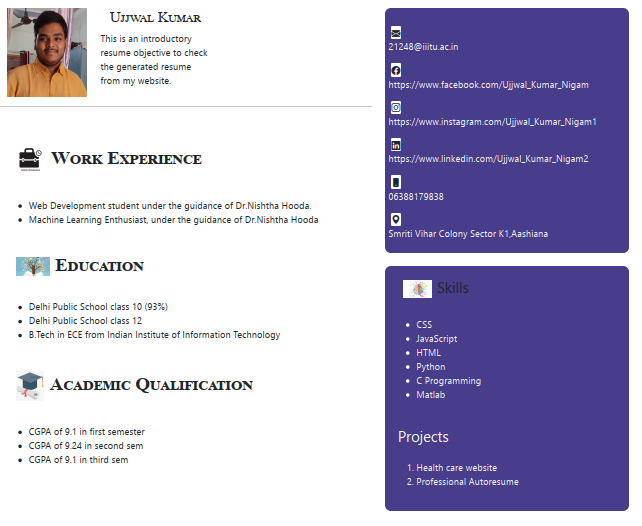 Ujjwal Kumar
This is an introductory
resume objective to check
the generated resume
from my website.
Work Experience
Web Development student under the guidance of Dr.Nishtha Hooda.
Machine Learning Enthusiast, under the guidance of Dr.Nishtha Hooda
Education
Delhi Public School class 10 (93%)
Delhi Public School class 12
B.Tech in ECE from Indian Institute of Information Technology
Academic Qualification
CGPA of 9.1 in first semester
CGPA of 9.24 in second sem
CGPA of 9.1 in third sem
21248@iiitu.ac.in
https://www.facebook.com/Ujjwal_Kumar_Nigam
https://www.instagram.com/Ujjwal_Kumar_Nigam1
https://www.linkedin.com/Ujjwal_Kumar_Nigam2
06388179838
Smriti Vihar Colony Sector K1,Aashiana
Skills
CSS
JavaScript
HTML
Python
C Programming
Matlab
Projects
1. Health care website
2. Professional Autoresume